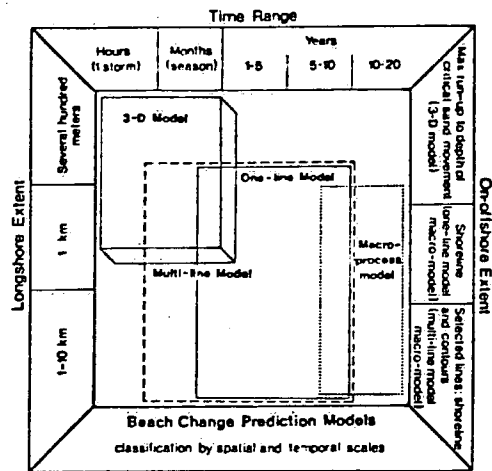 Time Range
Hours
(1 storm)
Months
(season)
Years
1-5
5-10
10-20
Longshore Extent
Several hundred
meters
1 km
1-10 km
3-D Model
One-line Model
Multi-line Model
Macro-
process
model
On-offshore Extent
Max run-up to depth of
critical sand movement
(3-D model)
Shoreline
(one-line model
macro-model)
Selected lines: shoreline
and contours
(multi-line model
macro-model)
Beach Change Prediction Models
classification by spatial and temporal scales